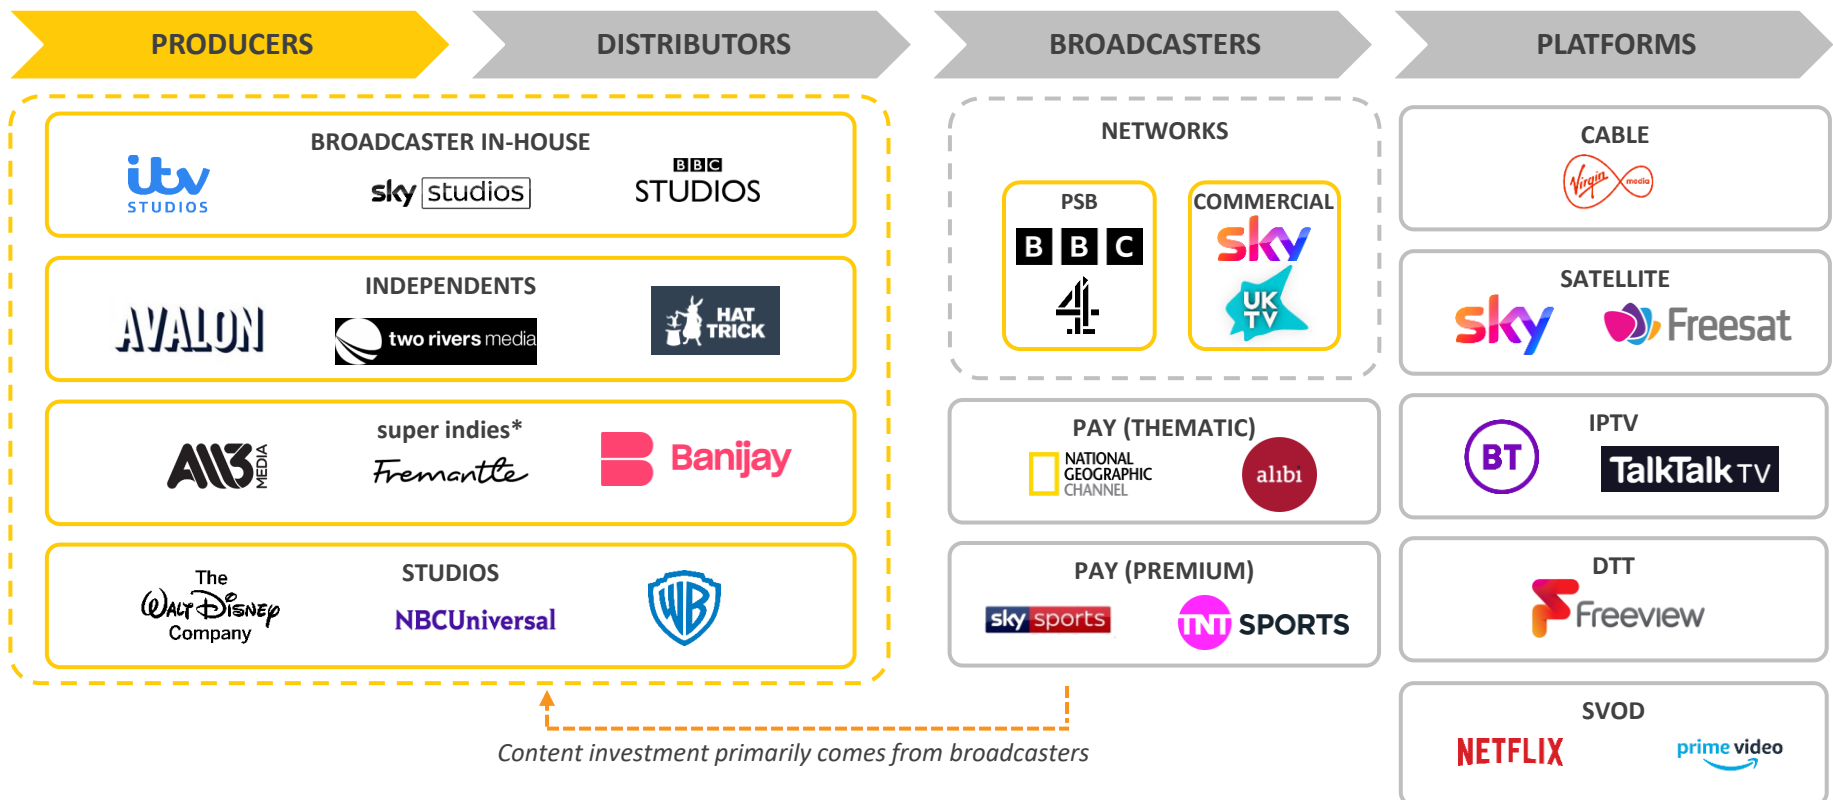 PRODUCERS
DISTRIBUTORS
BROADCASTERS
PLATFORMS
BROADCASTER IN-HOUSE
itv
STUDIOS
sky studios
BBC
STUDIOS
INDEPENDENTS
AVALON
two rivers media
HAT
TRICK
super indies*
All3
MEDIA
Fremantle
Banijay
STUDIOS
The
WALT DISNEY
Company
NBCUniversal
WB
NETWORKS
PSB
BBC
4
COMMERCIAL
sky
UK
TV
PAY (THEMATIC)
NATIONAL
GEOGRAPHIC
CHANNEL
alibi
PAY (PREMIUM)
sky sports
TNT SPORTS
CABLE
Virgin media
SATELLITE
sky
Freesat
IPTV
BT
TalkTalk TV
DTT
Freeview
SVOD
NETFLIX
prime video
Content investment primarily comes from broadcasters